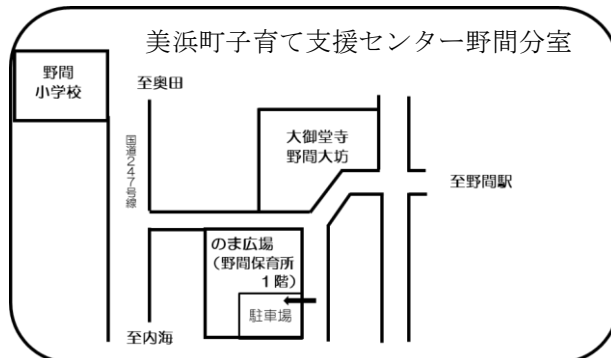 美浜町子育て支援センター野間分室
野間
小学校
至奥田
国道247号線
大御堂寺
野間大坊
至野間駅
のま広場
（野間保育所
１階）
駐車場
至内海